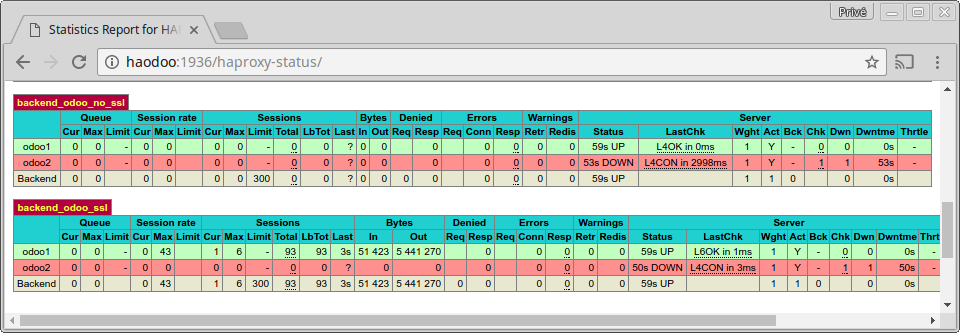 Privé
Statistics Report for HA
haodoo:1936/haproxy-status/
backend_odoo_no_ssl
Queue Session rate Sessions Bytes Denied Errors Warnings Server
Cur Max Limit Cur Max Limit Cur Max Limit Total LbTot Last In Out Req Resp Req Conn Resp Retr Redis Status LastChk Wght Act Bck Chk Dwn Dwntme Thrtle
odoo1 0 0 - 0 0 0 0 - 0 0 ? 0 0 0 0 0 0 0 59s UP L4OK in 0ms 1 Y - 0 0 0s -
odoo2 0 0 - 0 0 0 0 - 0 0 ? 0 0 0 0 0 0 0 53s DOWN L4CON in 2998ms 1 Y - 1 1 53s -
Backend 0 0 0 0 0 0 300 0 0 ? 0 0 0 0 0 0 0 0 59s UP 1 1 0 0 0s
backend_odoo_ssl
Queue Session rate Sessions Bytes Denied Errors Warnings Server
Cur Max Limit Cur Max Limit Cur Max Limit Total LbTot Last In Out Req Resp Req Conn Resp Retr Redis Status LastChk Wght Act Bck Chk Dwn Dwntme Thrt
odoo1 0 0 - 0 43 1 6 - 93 93 3s 51 423 5 441 270 0 0 0 0 0 59s UP L6OK in 1ms 1 Y - 0 0 0s -
odoo2 0 0 - 0 0 0 0 - 0 0 ? 0 0 0 0 0 0 0 50s DOWN L4CON in 3ms 1 Y - 1 1 50s -
Backend 0 0 0 43 1 6 300 93 93 3s 51 423 5 441 270 0 0 0 0 0 0 59s UP 1 1 0 0 0s